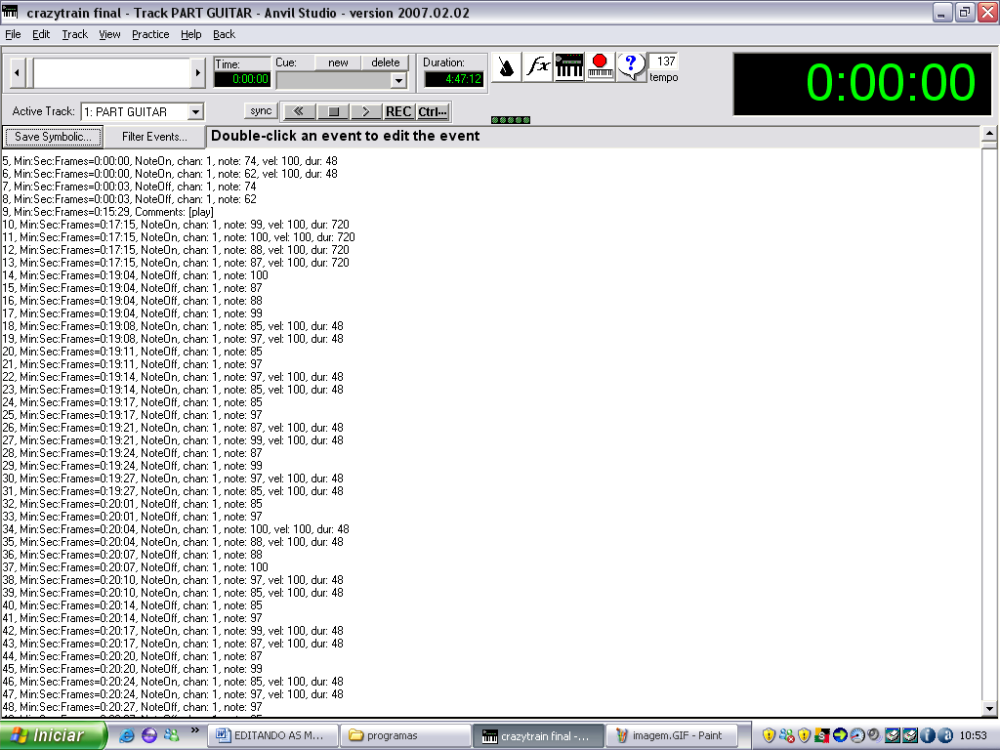 crazytrain final - Track PART GUITAR - Anvil Studio - version 2007.02.02
File Edit Track View Practice Help Back
Time: Cue: new delete Duration: 137
0:00:00 4:47:12 tempo
0:00:00
Active Track: 1: PART GUITAR sync REC Ctrl...
Save Symbolic... Filter Events... Double-click an event to edit the event
5, Min:Sec:Frames=0:00:00, NoteOn, chan: 1, note: 74, vel: 100, dur: 48
6, Min:Sec:Frames=0:00:00, NoteOn, chan: 1, note: 62, vel: 100, dur: 48
7, Min:Sec:Frames=0:00:03, NoteOff, chan: 1, note: 74
8, Min:Sec:Frames=0:00:03, NoteOff, chan: 1, note: 62
9, Min:Sec:Frames=0:15:29, Comments: [play]
10, Min:Sec:Frames=0:17:15, NoteOn, chan: 1, note: 99, vel: 100, dur: 720
11, Min:Sec:Frames=0:17:15, NoteOn, chan: 1, note: 100, vel: 100, dur: 720
12, Min:Sec:Frames=0:17:15, NoteOn, chan: 1, note: 88, vel: 100, dur: 720
13, Min:Sec:Frames=0:17:15, NoteOn, chan: 1, note: 87, vel: 100, dur: 720
14, Min:Sec:Frames=0:19:04, NoteOff, chan: 1, note: 100
15, Min:Sec:Frames=0:19:04, NoteOff, chan: 1, note: 87
16, Min:Sec:Frames=0:19:04, NoteOff, chan: 1, note: 88
17, Min:Sec:Frames=0:19:04, NoteOff, chan: 1, note: 99
18, Min:Sec:Frames=0:19:08, NoteOn, chan: 1, note: 85, vel: 100, dur: 48
19, Min:Sec:Frames=0:19:08, NoteOn, chan: 1, note: 97, vel: 100, dur: 48
20, Min:Sec:Frames=0:19:11, NoteOff, chan: 1, note: 85
21, Min:Sec:Frames=0:19:11, NoteOff, chan: 1, note: 97
22, Min:Sec:Frames=0:19:14, NoteOn, chan: 1, note: 97, vel: 100, dur: 48
23, Min:Sec:Frames=0:19:14, NoteOn, chan: 1, note: 85, vel: 100, dur: 48
24, Min:Sec:Frames=0:19:17, NoteOff, chan: 1, note: 85
25, Min:Sec:Frames=0:19:17, NoteOff, chan: 1, note: 97
26, Min:Sec:Frames=0:19:21, NoteOn, chan: 1, note: 87, vel: 100, dur: 48
27, Min:Sec:Frames=0:19:21, NoteOn, chan: 1, note: 99, vel: 100, dur: 48
28, Min:Sec:Frames=0:19:24, NoteOff, chan: 1, note: 87
29, Min:Sec:Frames=0:19:24, NoteOff, chan: 1, note: 99
30, Min:Sec:Frames=0:19:27, NoteOn, chan: 1, note: 97, vel: 100, dur: 48
31, Min:Sec:Frames=0:19:27, NoteOn, chan: 1, note: 85, vel: 100, dur: 48
32, Min:Sec:Frames=0:20:01, NoteOff, chan: 1, note: 85
33, Min:Sec:Frames=0:20:01, NoteOff, chan: 1, note: 97
34, Min:Sec:Frames=0:20:04, NoteOn, chan: 1, note: 100, vel: 100, dur: 48
35, Min:Sec:Frames=0:20:04, NoteOn, chan: 1, note: 88, vel: 100, dur: 48
36, Min:Sec:Frames=0:20:07, NoteOff, chan: 1, note: 88
37, Min:Sec:Frames=0:20:07, NoteOff, chan: 1, note: 100
38, Min:Sec:Frames=0:20:10, NoteOn, chan: 1, note: 97, vel: 100, dur: 48
39, Min:Sec:Frames=0:20:10, NoteOn, chan: 1, note: 85, vel: 100, dur: 48
40, Min:Sec:Frames=0:20:14, NoteOff, chan: 1, note: 85
41, Min:Sec:Frames=0:20:14, NoteOff, chan: 1, note: 97
42, Min:Sec:Frames=0:20:17, NoteOn, chan: 1, note: 99, vel: 100, dur: 48
43, Min:Sec:Frames=0:20:17, NoteOn, chan: 1, note: 87, vel: 100, dur: 48
44, Min:Sec:Frames=0:20:20, NoteOff, chan: 1, note: 87
45, Min:Sec:Frames=0:20:20, NoteOff, chan: 1, note: 99
46, Min:Sec:Frames=0:20:24, NoteOn, chan: 1, note: 85, vel: 100, dur: 48
47, Min:Sec:Frames=0:20:24, NoteOn, chan: 1, note: 97, vel: 100, dur: 48
48, Min:Sec:Frames=0:20:27, NoteOff, chan: 1, note: 97
Iniciar EDITANDO AS M... programas crazytrain final -... imagem.GIF - Paint 10:53